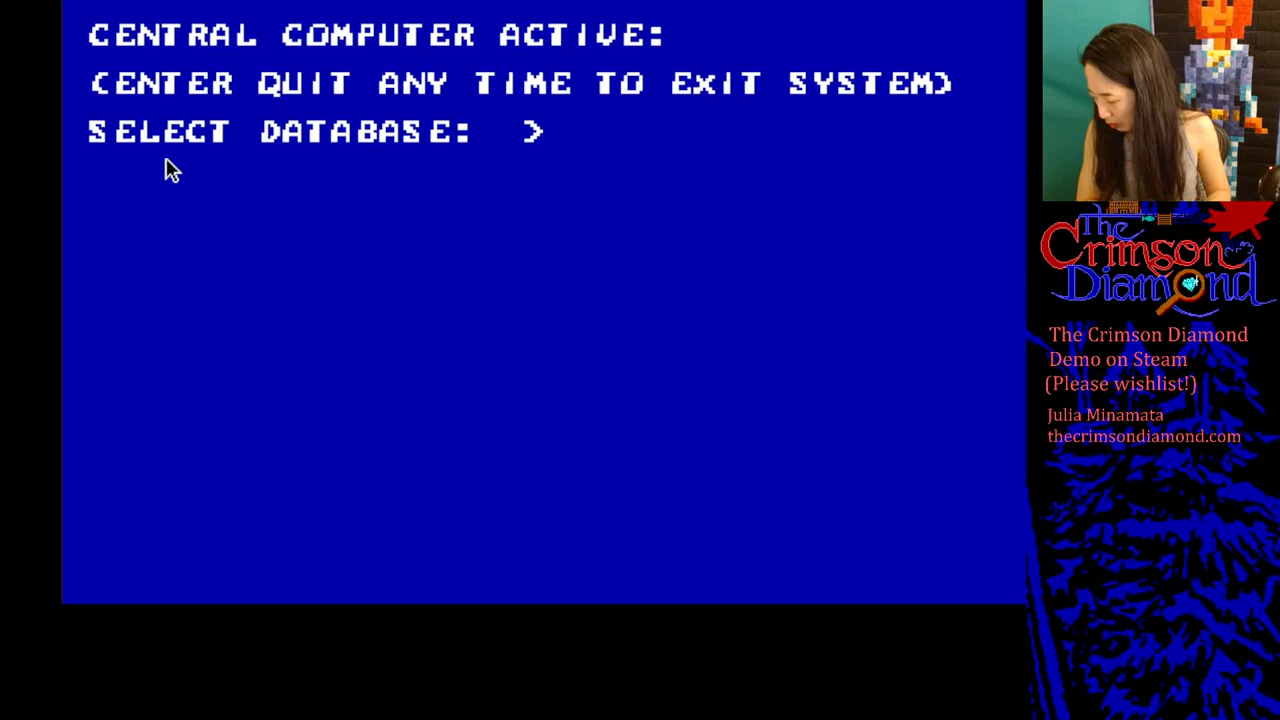 CENTRAL COMPUTER ACTIVE:
(ENTER QUIT ANY TIME TO EXIT SYSTEM)
SELECT DATABASE: >
The
Crimson
Diamond
The Crimson Diamond
Demo on Steam
(Please wishlist!)
Julia Minamata
thecrimsondiamond.com